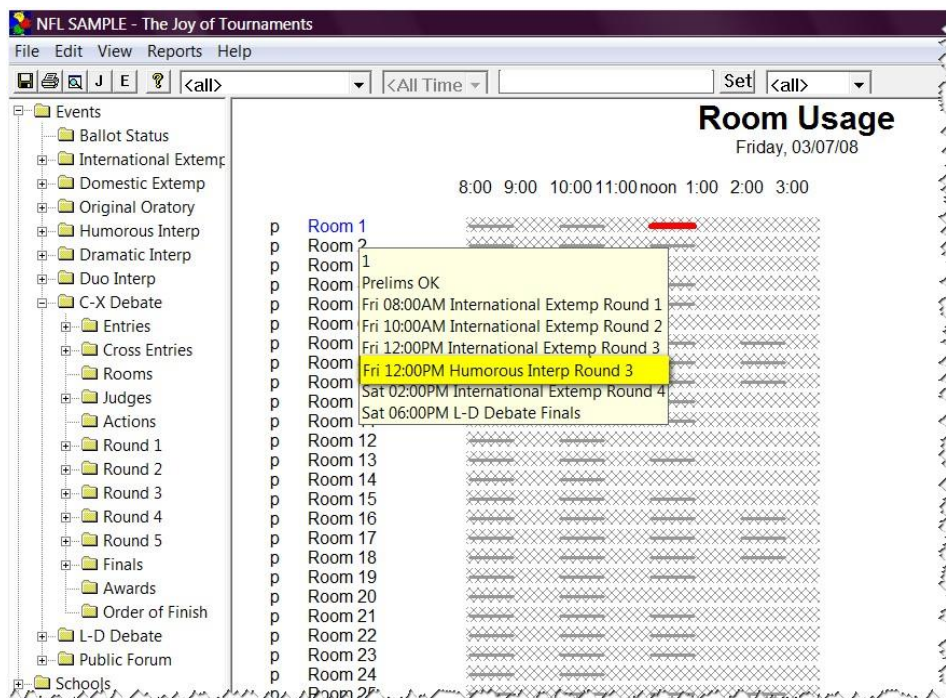 NFL SAMPLE - The Joy of Tournaments
File Edit View Reports Help
J E ? <all> <All Time Set <all>
Events
Ballot Status
International Extemp
Domestic Extemp
Original Oratory
Humorous Interp
Dramatic Interp
Duo Interp
C-X Debate
Entries
Cross Entries
Rooms
Judges
Actions
Round 1
Round 2
Round 3
Round 4
Round 5
Finals
Awards
Order of Finish
L-D Debate
Public Forum
Schools
Room Usage
Friday, 03/07/08
8:00 9:00 10:00 11:00 noon 1:00 2:00 3:00
p Room 1
p Room 2
p Room
p Room
p Room
p Room
p Room
p Room
p Room
p Room
p Room
p Room 12
p Room 13
p Room 14
p Room 15
p Room 16
p Room 17
p Room 18
p Room 19
p Room 20
p Room 21
p Room 22
p Room 23
p Room 24
p Room 25
1
Prelims OK
Fri 08:00AM International Extemp Round 1
Fri 10:00AM International Extemp Round 2
Fri 12:00PM International Extemp Round 3
Fri 12:00PM Humorous Interp Round 3
Sat 02:00PM International Extemp Round 4
Sat 06:00PM L-D Debate Finals